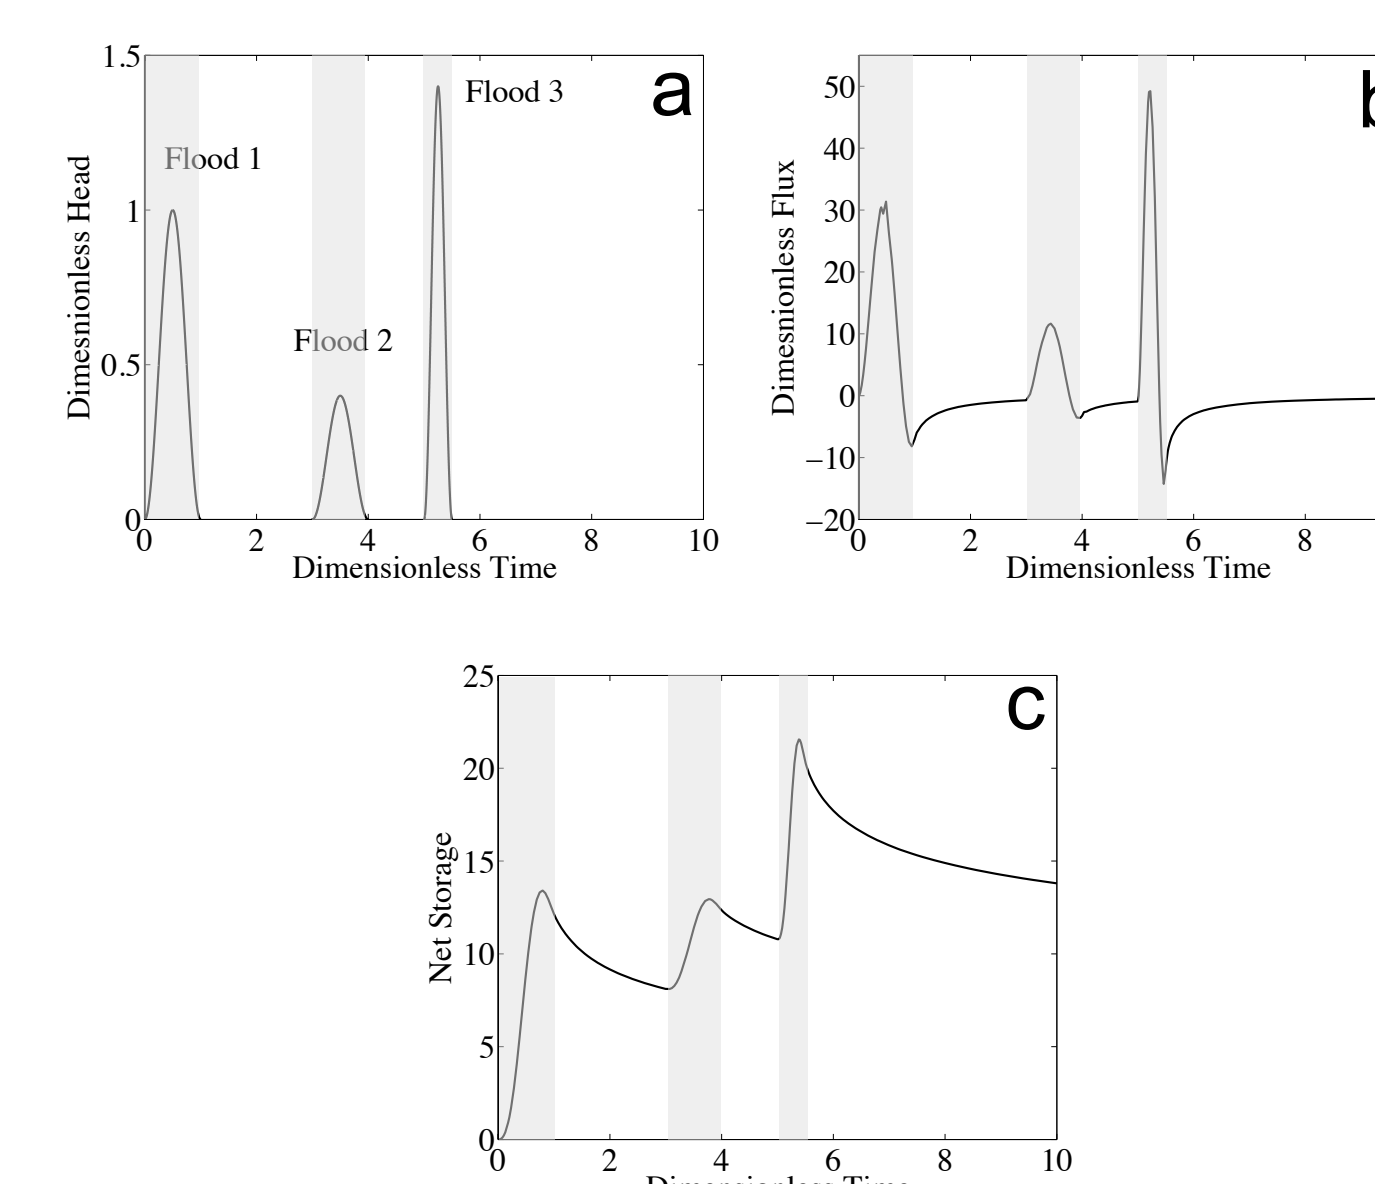 a
1.5
1
0.5
0
Dimesnionless Head
Flood 1
Flood 2
Flood 3
0 2 4 6 8 10
Dimensionless Time
b
50
40
30
20
10
0
−10
−20
Dimesnionless Flux
0 2 4 6 8
Dimensionless Time
c
25
20
15
10
5
0
Net Storage
0 2 4 6 8 10
Dimensionless Time